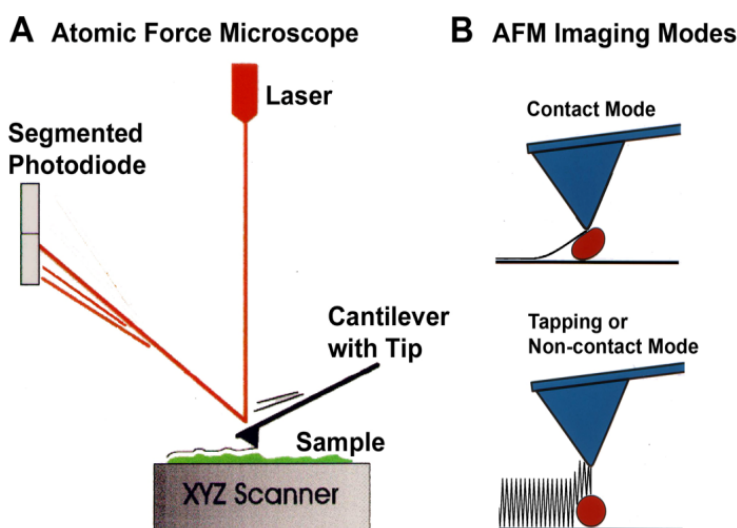 A Atomic Force Microscope
Laser
Segmented
Photodiode
Cantilever
with Tip
Sample
XYZ Scanner
B AFM Imaging Modes
Contact Mode
Tapping or
Non-contact Mode